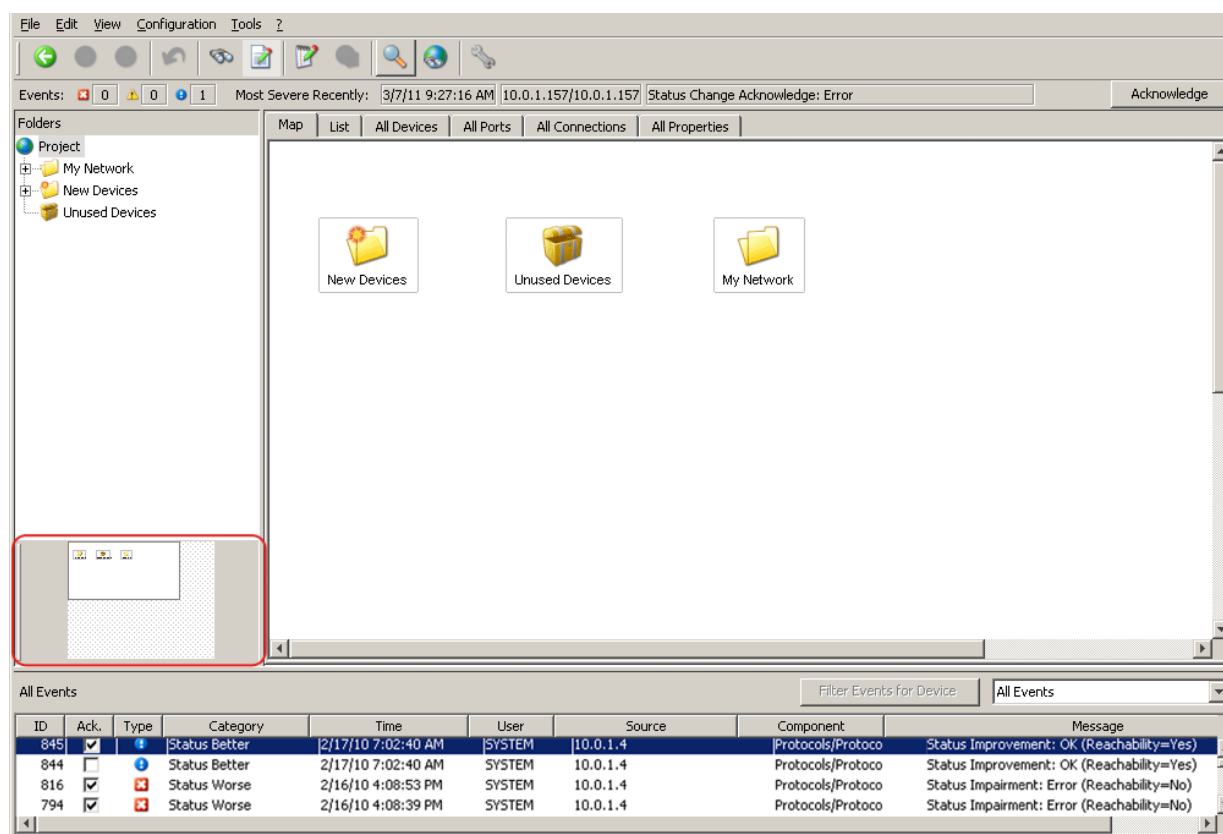 File Edit View Configuration Tools ?
Events: 0 0 1 Most Severe Recently: 3/7/11 9:27:16 AM 10.0.1.157/10.0.1.157 Status Change Acknowledge: Error Acknowledge
Folders
Project
My Network
New Devices
Unused Devices
Map List All Devices All Ports All Connections All Properties
New Devices Unused Devices My Network
All Events Filter Events for Device All Events
ID Ack. Type Category Time User Source Component Message
845 Status Better 2/17/10 7:02:40 AM SYSTEM 10.0.1.4 Protocols/Protoco Status Improvement: OK (Reachability=Yes)
844 Status Better 2/17/10 7:02:40 AM SYSTEM 10.0.1.4 Protocols/Protoco Status Improvement: OK (Reachability=Yes)
816 Status Worse 2/16/10 4:08:53 PM SYSTEM 10.0.1.4 Protocols/Protoco Status Impairment: Error (Reachability=No)
794 Status Worse 2/16/10 4:08:39 PM SYSTEM 10.0.1.4 Protocols/Protoco Status Impairment: Error (Reachability=No)